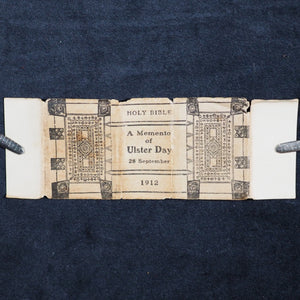 HOLY BIBLE
A Memento
of
Ulster Day
28 September
1912